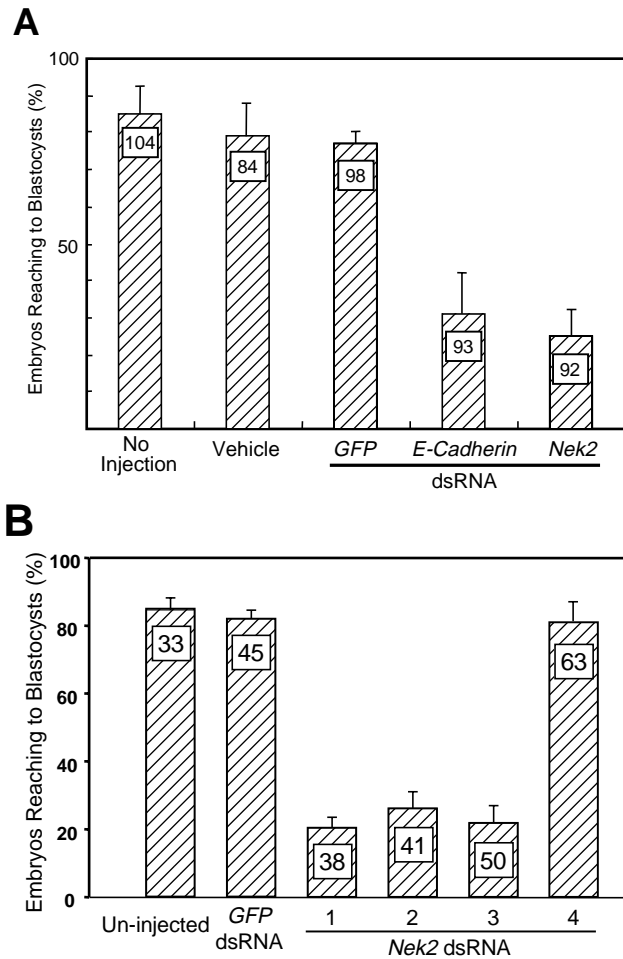 A
Embryos Reaching to Blastocysts (%)
100
50
104
84
98
93
92
No Injection
Vehicle
GFP
E-Cadherin
Nek2
dsRNA
B
Embryos Reaching to Blastocysts (%)
100
80
60
40
20
0
33
45
38
41
50
63
Un-injected
GFP
dsRNA
1
2
3
4
Nek2 dsRNA